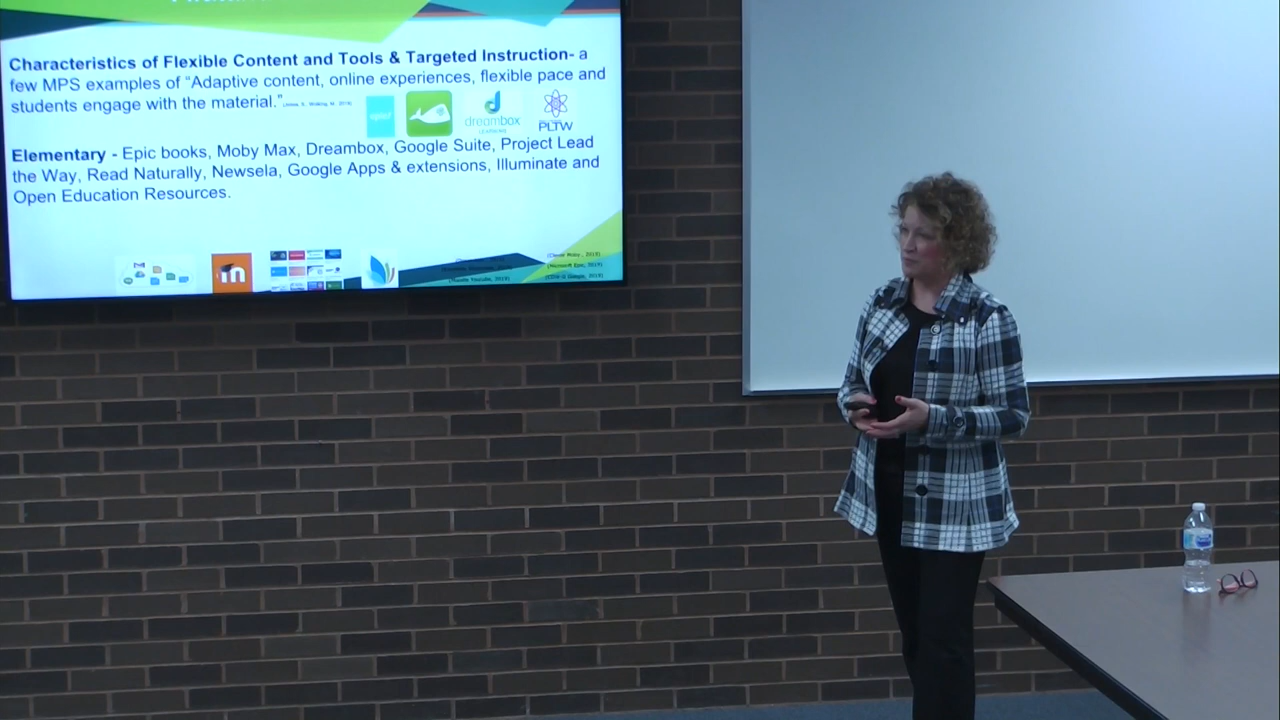 Characteristics of Flexible Content and Tools & Targeted Instruction- a
few MPS examples of “Adaptive content, online experiences, flexible pace and
students engage with the material.”
epic!
dreambox
LEARNING
PLTW
Elementary - Epic books, Moby Max, Dreambox, Google Suite, Project Lead
the Way, Read Naturally, Newsela, Google Apps & extensions, Illuminate and
Open Education Resources.
m